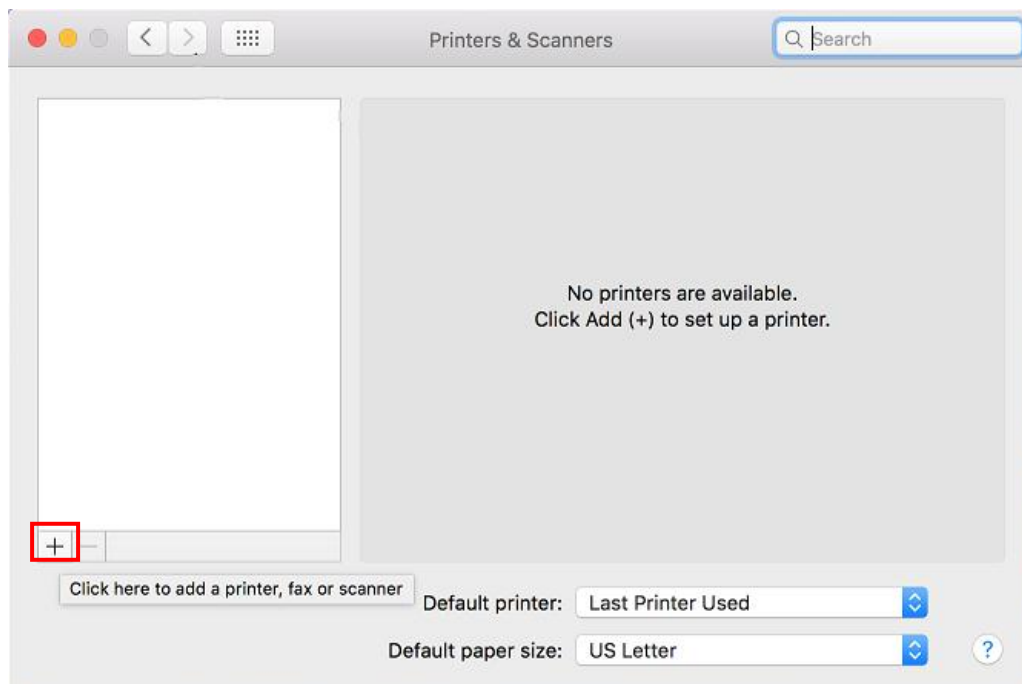 Printers & Scanners
Search
No printers are available.
Click Add (+) to set up a printer.
+ −
Click here to add a printer, fax or scanner
Default printer: Last Printer Used
Default paper size: US Letter
?